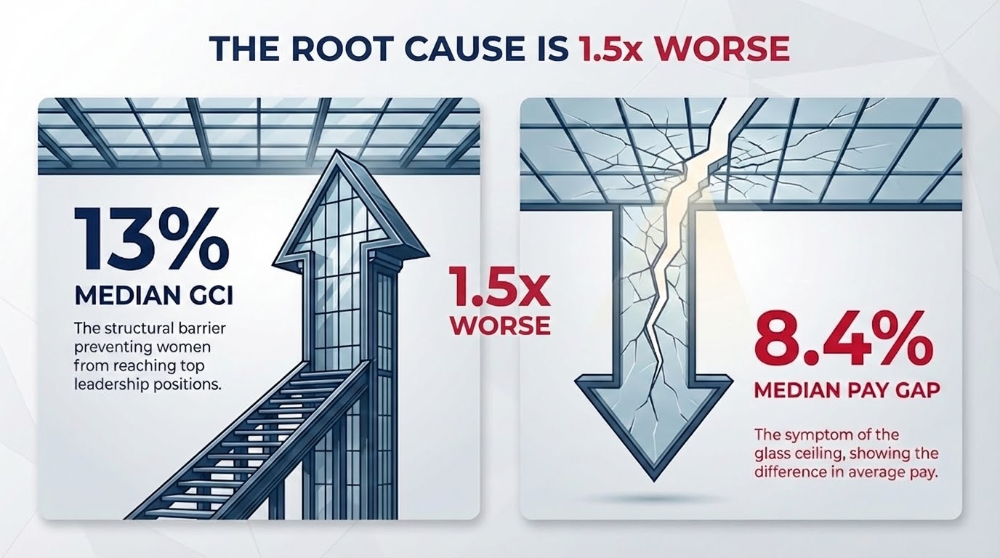 THE ROOT CAUSE IS 1.5x WORSE
13%
MEDIAN GCI
The structural barrier
preventing women
from reaching top
leadership positions.
1.5x
WORSE
8.4%
MEDIAN PAY GAP
The symptom of the
glass ceiling, showing the
difference in average pay.